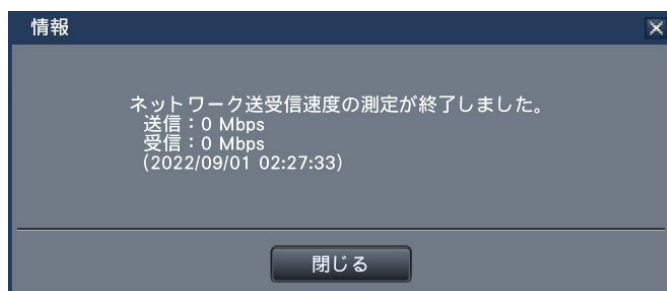 情報
ネットワーク送受信速度の測定が終了しました。
送信：0 Mbps
受信：0 Mbps
(2022/09/01 02:27:33)
閉じる